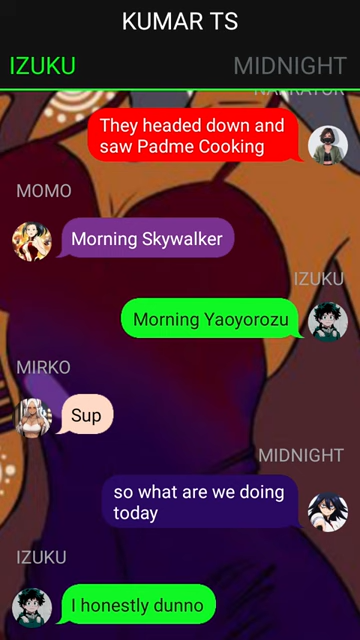 KUMAR TS
IZUKU MIDNIGHT
NARRATOR
They headed down and
saw Padme Cooking
MOMO
Morning Skywalker
IZUKU
Morning Yaoyorozu
MIRKO
Sup
MIDNIGHT
so what are we doing
today
IZUKU
I honestly dunno